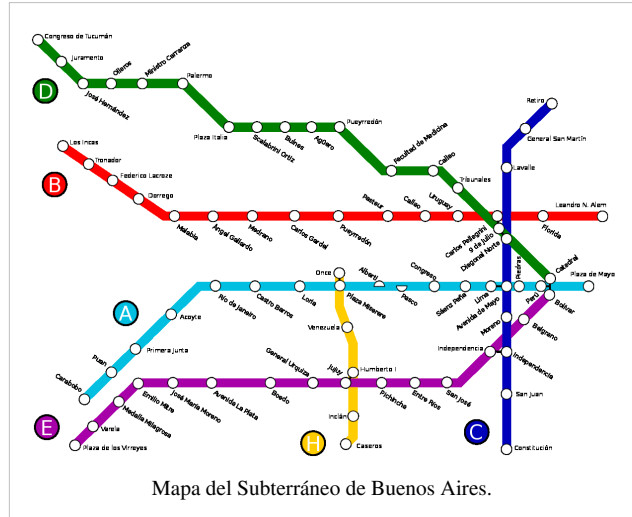 Congreso de Tucumán
Juramento
José Hernández
Olleros
Ministro Carranza
Palermo
Plaza Italia
Scalabrini Ortiz
Bulnes
Agüero
Pueyrredón
Facultad de Medicina
Callao
Tribunales
D
Retiro
General San Martín
Lavalle
Los Incas
Tronador
Federico Lacroze
Dorrego
B
Malabia
Ángel Gallardo
Medrano
Carlos Gardel
Pueyrredón
Pasteur
Callao
Uruguay
Carlos Pellegrini
9 de Julio
Diagonal Norte
Florida
Leandro N. Alem
Catedral
Plaza de Mayo
Once
Alberti
Congreso
Piedras
A
Río de Janeiro
Castro Barros
Loria
Plaza Miserere
Pasco
Sáenz Peña
Lima
Avenida de Mayo
Perú
Bolívar
Acoyte
Primera Junta
Puan
Carabobo
Venezuela
Moreno
Belgrano
Independencia
Independencia
General Urquiza
Jujuy
Humberto I
Emilio Mitre
José María Moreno
Avenida La Plata
Boedo
Pichincha
Entre Ríos
San José
San Juan
Medalla Milagrosa
Varela
Plaza de los Virreyes
E
Inclán
H
Caseros
C
Constitución
Mapa del Subterráneo de Buenos Aires.